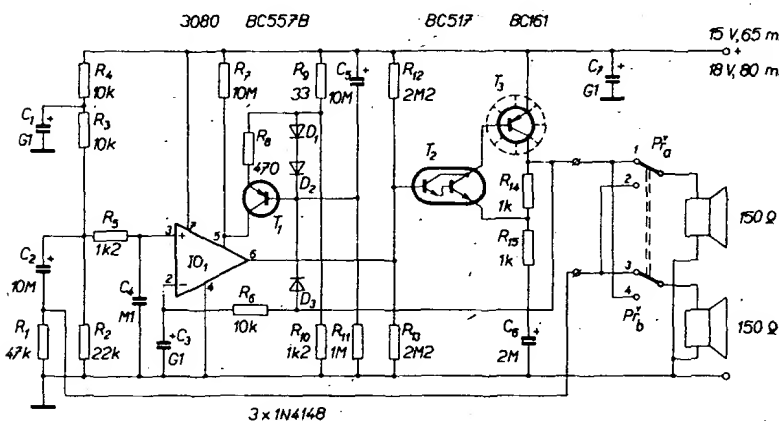 3080 BC557B BC517 BC161
15 V, 65 m
+
18 V, 80 m
R4
10k
R7
10M
R9
33
C5 +
10M
R12
2M2
T3
C7 +
G1
C1 +
G1
R3
10k
R8
470
D1
D2
T1
T2
R14
1k
Př a
1
2
150 Ω
R5
1k2
3 +
7
5
6
IO1
2 −
4
R15
1k
3
4
Př b
150 Ω
C2 +
10M
C4
M1
R6
10k
D3
R1
47k
R2
22k
+ C3
G1
R10
1k2
R11
1M
R13
2M2
C6 +
2M
3 x 1N4148